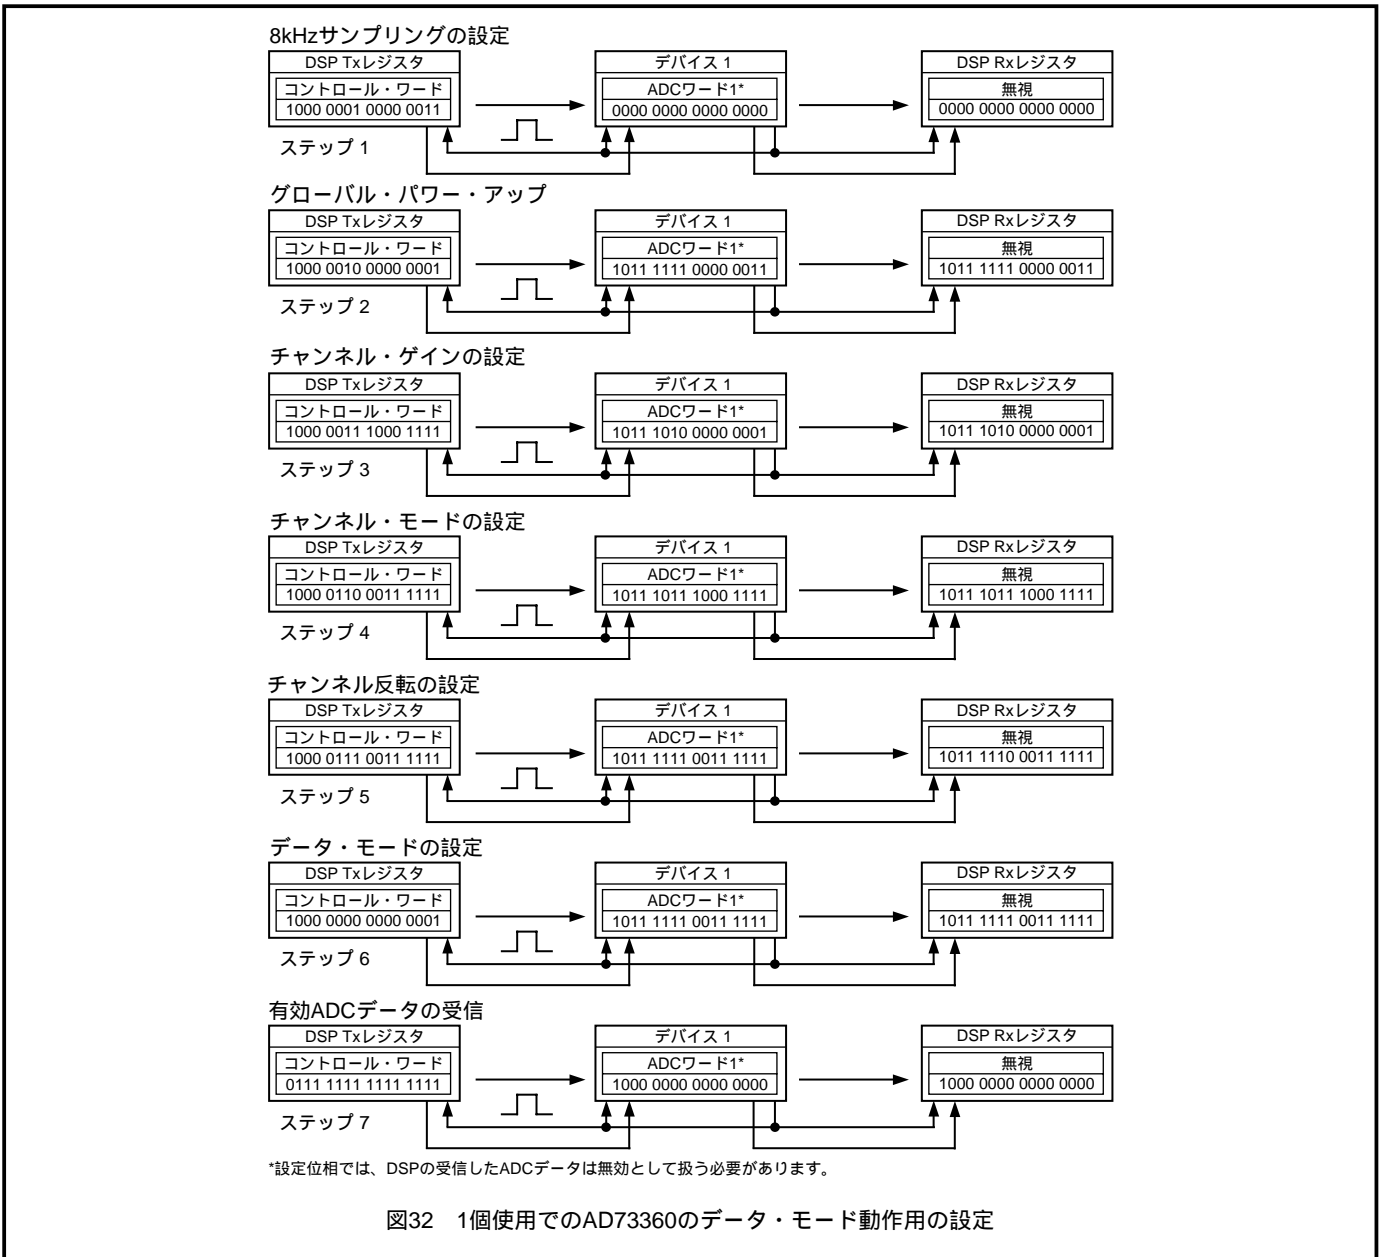 8kHzサンプリングの設定
DSP Txレジスタ
コントロール・ワード
1000 0001 0000 0011
デバイス 1
ADCワード1*
0000 0000 0000 0000
DSP Rxレジスタ
無視
0000 0000 0000 0000
ステップ 1
グローバル・パワー・アップ
DSP Txレジスタ
コントロール・ワード
1000 0010 0000 0001
デバイス 1
ADCワード1*
1011 1111 0000 0011
DSP Rxレジスタ
無視
1011 1111 0000 0011
ステップ 2
チャンネル・ゲインの設定
DSP Txレジスタ
コントロール・ワード
1000 0011 1000 1111
デバイス 1
ADCワード1*
1011 1010 0000 0001
DSP Rxレジスタ
無視
1011 1010 0000 0001
ステップ 3
チャンネル・モードの設定
DSP Txレジスタ
コントロール・ワード
1000 0110 0011 1111
デバイス 1
ADCワード1*
1011 1011 1000 1111
DSP Rxレジスタ
無視
1011 1011 1000 1111
ステップ 4
チャンネル反転の設定
DSP Txレジスタ
コントロール・ワード
1000 0111 0011 1111
デバイス 1
ADCワード1*
1011 1111 0011 1111
DSP Rxレジスタ
無視
1011 1110 0011 1111
ステップ 5
データ・モードの設定
DSP Txレジスタ
コントロール・ワード
1000 0000 0000 0001
デバイス 1
ADCワード1*
1011 1111 0011 1111
DSP Rxレジスタ
無視
1011 1111 0011 1111
ステップ 6
有効ADCデータの受信
DSP Txレジスタ
コントロール・ワード
0111 1111 1111 1111
デバイス 1
ADCワード1*
1000 0000 0000 0000
DSP Rxレジスタ
無視
1000 0000 0000 0000
ステップ 7
*設定位相では、DSPの受信したADCデータは無効として扱う必要があります。
図32 1個使用でのAD73360のデータ・モード動作用の設定